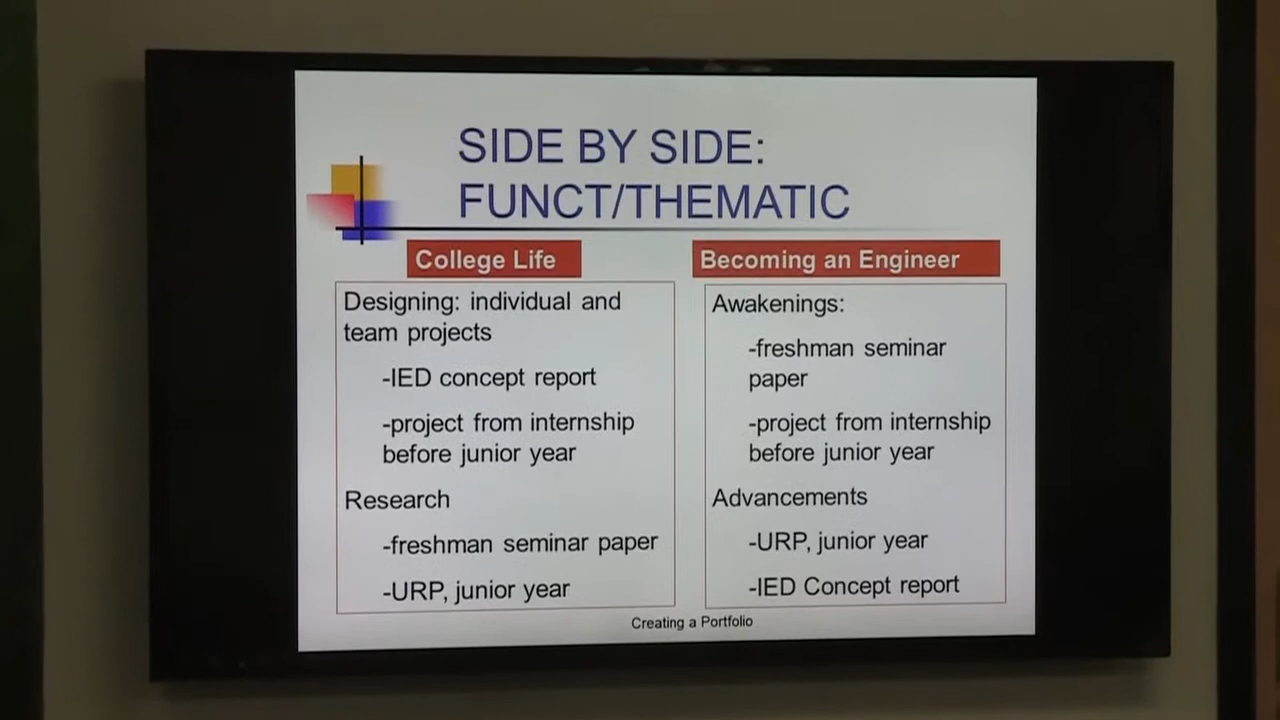 SIDE BY SIDE:
FUNCT/THEMATIC
College Life
Designing: individual and
team projects
-IED concept report
-project from internship
before junior year
Research
-freshman seminar paper
-URP, junior year
Becoming an Engineer
Awakenings:
-freshman seminar
paper
-project from internship
before junior year
Advancements
-URP, junior year
-IED Concept report
Creating a Portfolio